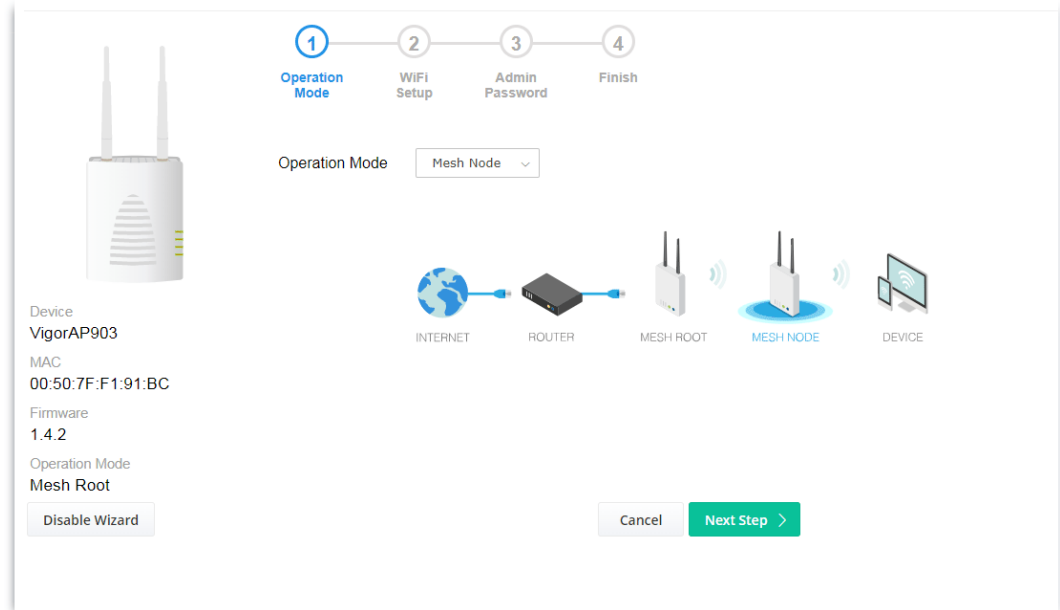 1
2
3
4
Operation
Mode
WiFi
Setup
Admin
Password
Finish
Operation Mode
Mesh Node
INTERNET
ROUTER
MESH ROOT
MESH NODE
DEVICE
Device
VigorAP903
MAC
00:50:7F:F1:91:BC
Firmware
1.4.2
Operation Mode
Mesh Root
Disable Wizard
Cancel
Next Step